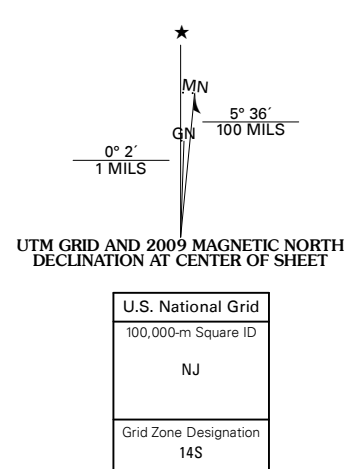 ★
MN
GN
5° 36´
100 MILS
0° 2´
1 MILS
UTM GRID AND 2009 MAGNETIC NORTH
DECLINATION AT CENTER OF SHEET
U.S. National Grid
100,000-m Square ID
NJ
Grid Zone Designation
14S